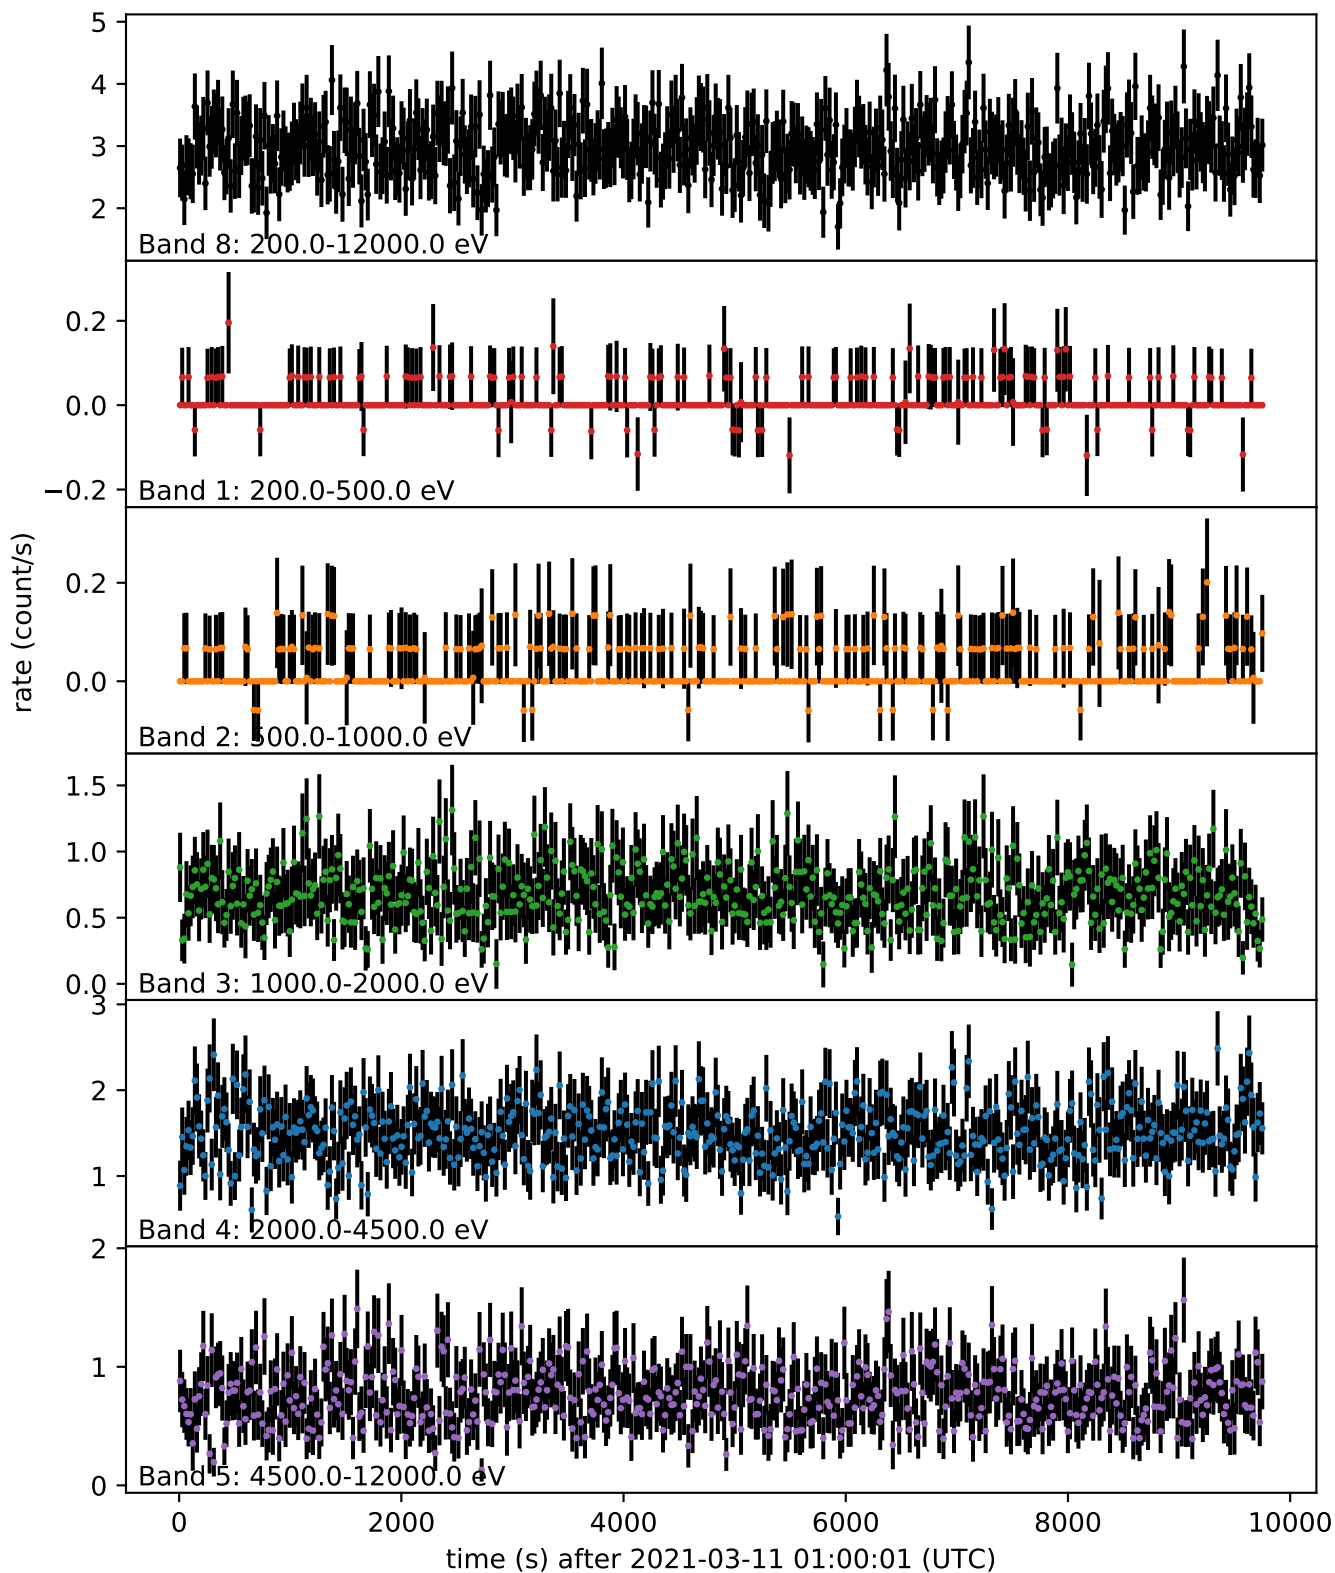 5
4
3
2
Band 8: 200.0-12000.0 eV
0.2
0.0
−0.2
Band 1: 200.0-500.0 eV
rate (count/s)
0.2
0.0
Band 2: 500.0-1000.0 eV
1.5
1.0
0.5
0.0
Band 3: 1000.0-2000.0 eV
3
2
1
Band 4: 2000.0-4500.0 eV
2
1
0
Band 5: 4500.0-12000.0 eV
0 2000 4000 6000 8000 10000
time (s) after 2021-03-11 01:00:01 (UTC)